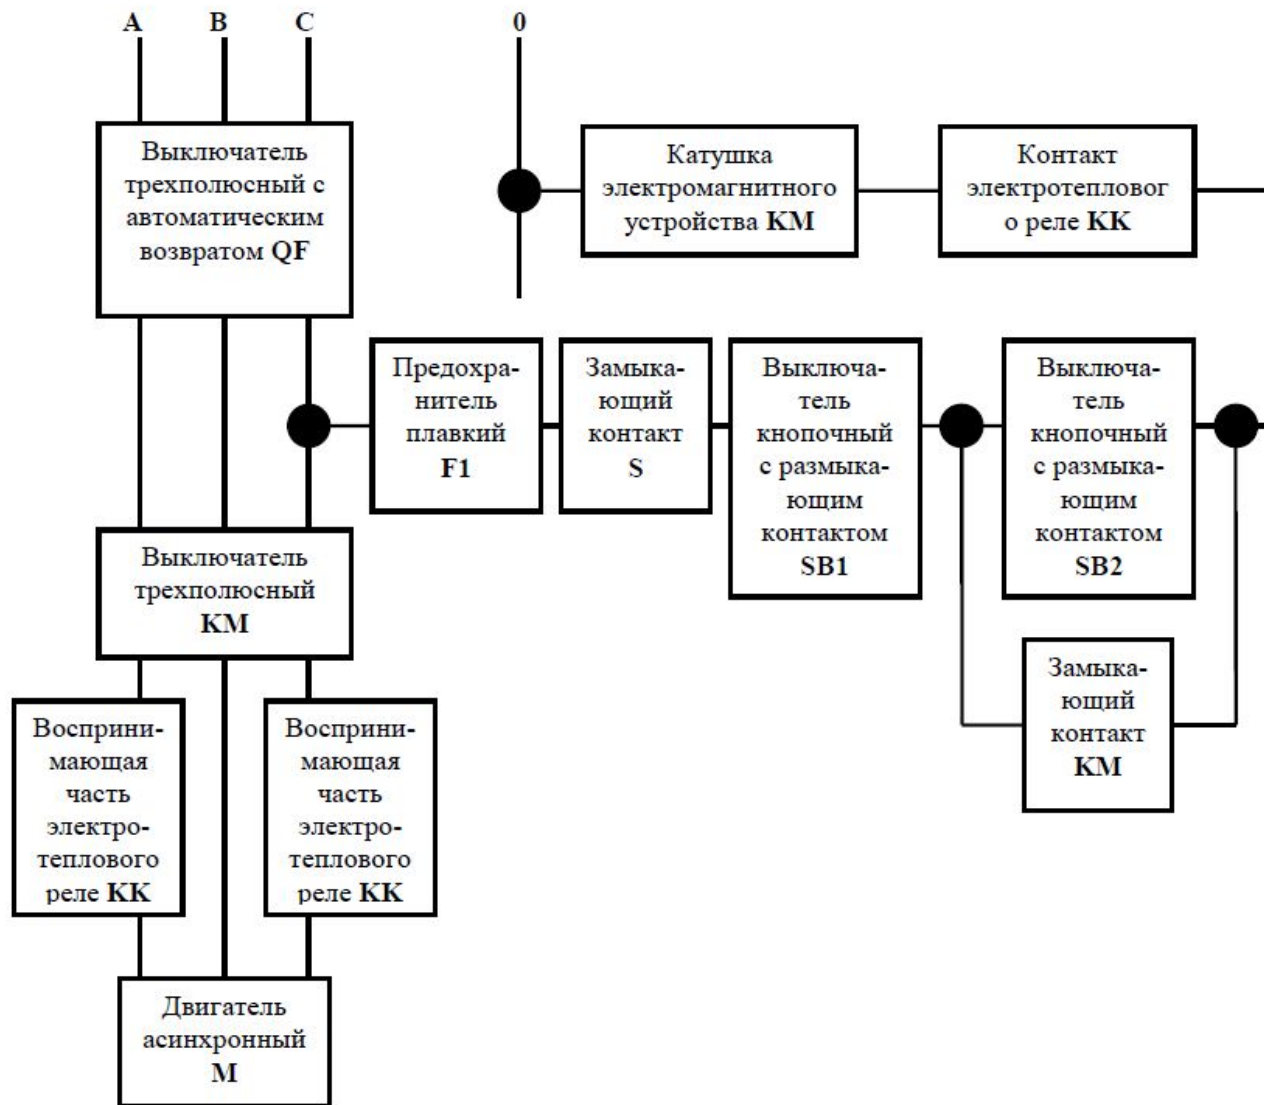 A B C 0
Выключатель
трехполюсный с
автоматическим
возвратом QF
Катушка
электромагнитного
устройства KM
Контакт
электротепловог
о реле KK
Предохра-
нитель
плавкий
F1
Замыка-
ющий
контакт
S
Выключа-
тель
кнопочный
с размыка-
ющим
контактом
SB1
Выключа-
тель
кнопочный
с размыка-
ющим
контактом
SB2
Выключатель
трехполюсный
KM
Замыка-
ющий
контакт
KM
Восприни-
мающая
часть
электро-
теплового
реле KK
Восприни-
мающая
часть
электро-
теплового
реле KK
Двигатель
асинхронный
M